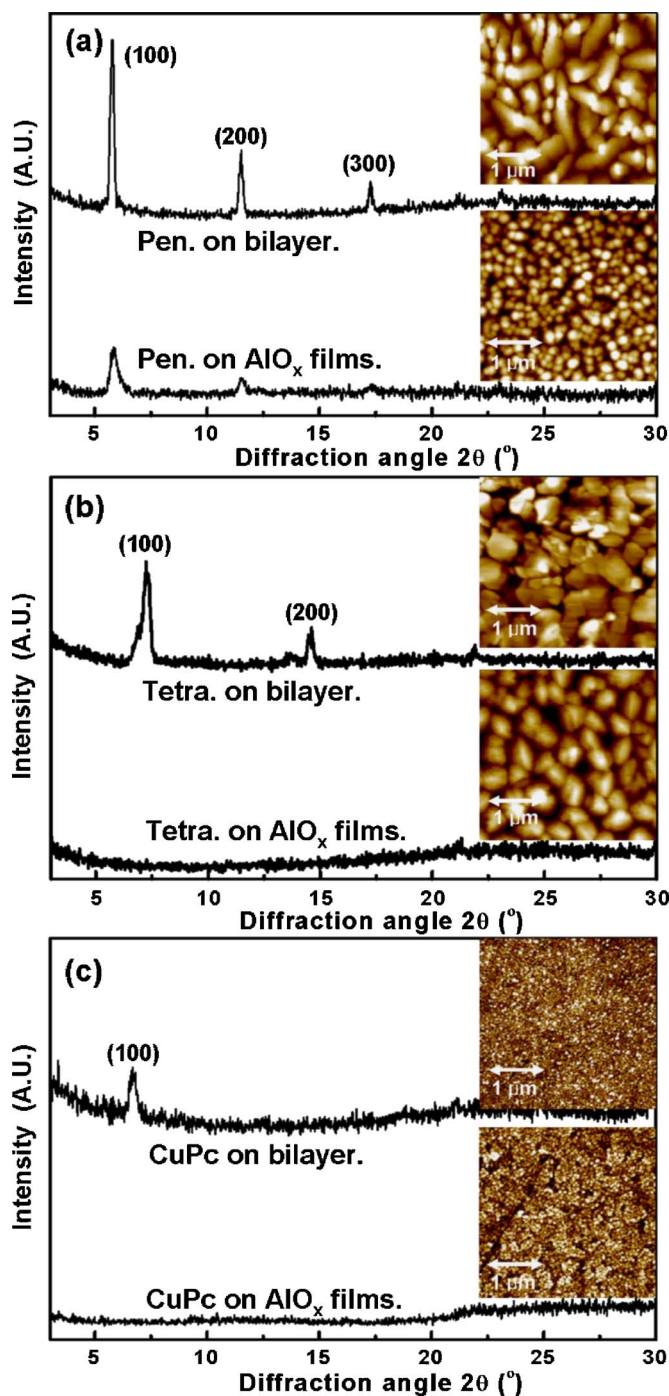 (a)
(100)
(200)
(300)
1 μm
Pen. on bilayer.
1 μm
Pen. on AlOx films.
Intensity (A.U.)
5 10 15 20 25 30
Diffraction angle 2θ (°)
(b)
(100)
(200)
1 μm
Tetra. on bilayer.
1 μm
Tetra. on AlOx films.
Intensity (A.U.)
5 10 15 20 25 30
Diffraction angle 2θ (°)
(c)
(100)
1 μm
CuPc on bilayer.
1 μm
CuPc on AlOx films.
Intensity (A.U.)
5 10 15 20 25 30
Diffraction angle 2θ (°)